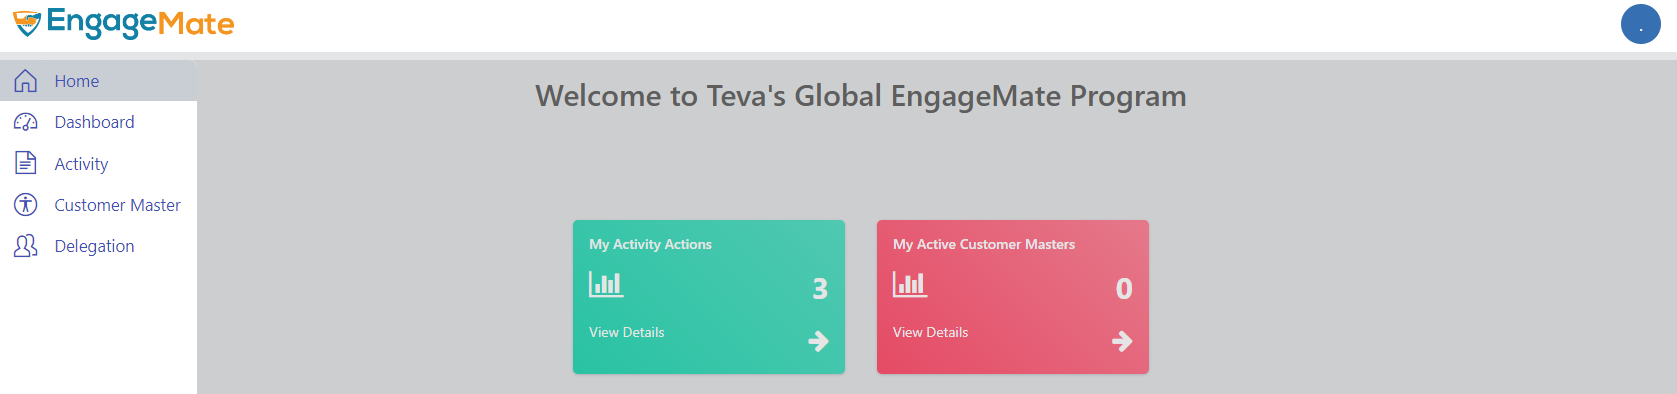 EngageMate
.
Home
Dashboard
Activity
Customer Master
Delegation
Welcome to Teva's Global EngageMate Program
My Activity Actions
3
View Details
My Active Customer Masters
0
View Details